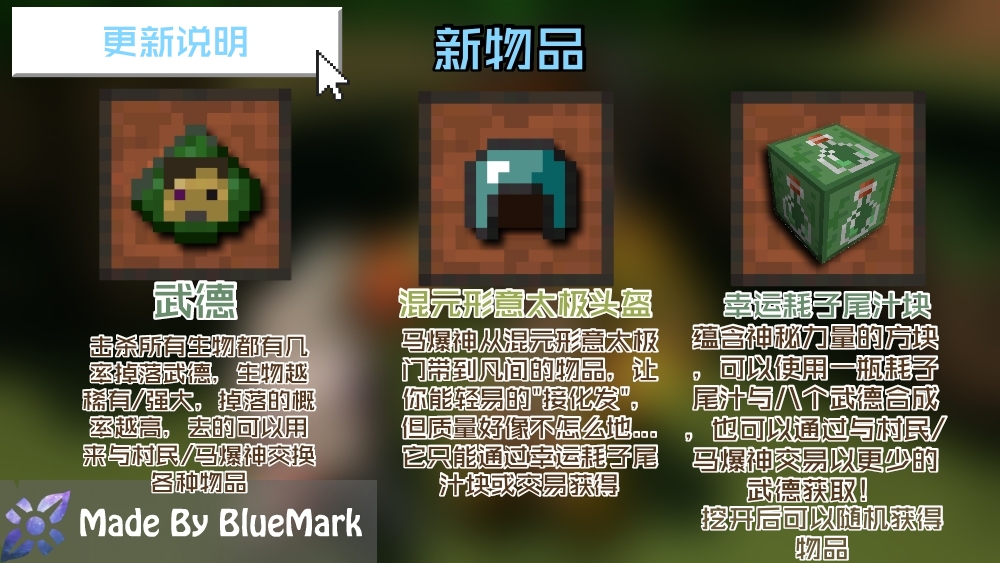 更新说明
新物品
武德
击杀所有生物都有几
率掉落武德，生物越
稀有/强大，掉落的概
率越高，去的可以用
来与村民/马爆神交换
各种物品
混元形意太极头盔
马爆神从混元形意太极
门带到凡间的物品，让
你能轻易的"接化发"，
但质量好像不怎么地...
它只能通过幸运耗子尾
汁块或交易获得
幸运耗子尾汁块
蕴含神秘力量的方块
，可以使用一瓶耗子
尾汁与八个武德合成
，也可以通过与村民/
马爆神交易以更少的
武德获取！
挖开后可以随机获得
物品
Made By BlueMark